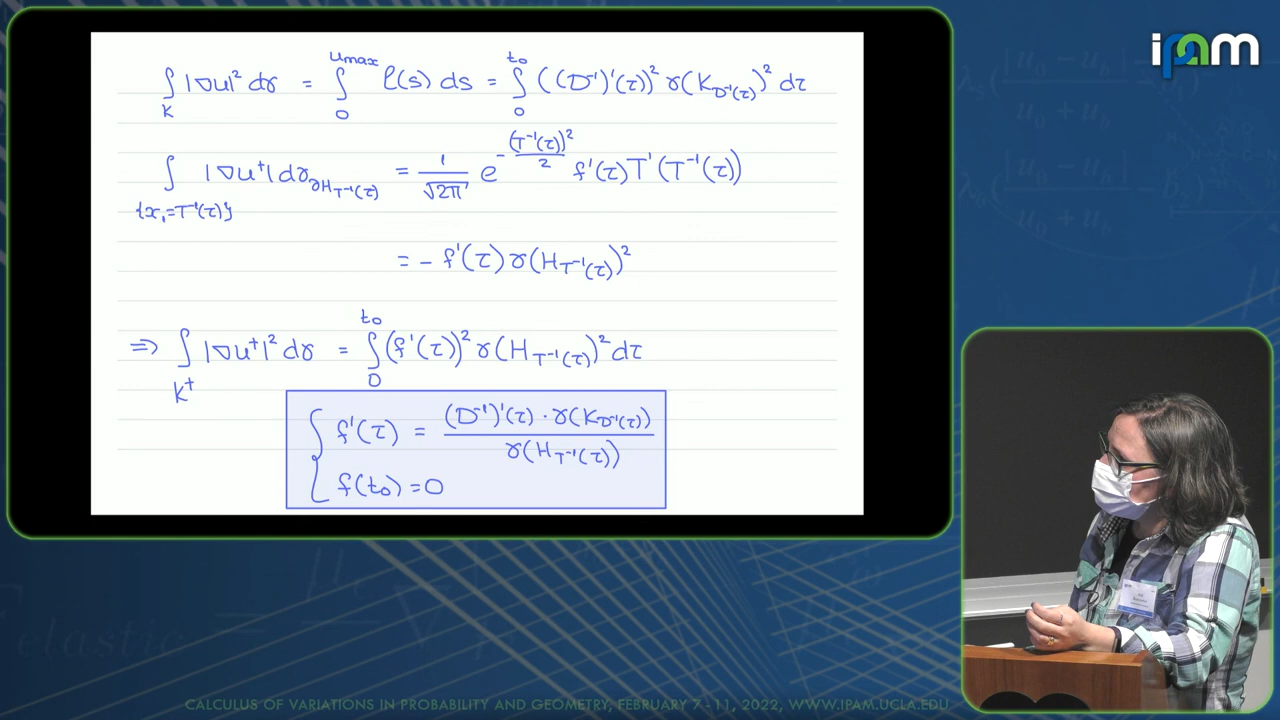 ∫_K |∇u|² dγ = ∫_0^{u_max} l(s) ds = ∫_0^{t_0} ((D⁻¹)'(τ))² γ(K_{D⁻¹(τ)})² dτ
∫_{{x₁=T⁻¹(τ)}} |∇u⁺| dγ_{∂H_{T⁻¹(τ)}} = 1/√2π e^{-(T⁻¹(τ))²/2} f'(τ) T'(T⁻¹(τ))
= - f'(τ) γ(H_{T⁻¹(τ)})²
⇒ ∫_{K⁺} |∇u⁺|² dγ = ∫_0^{t_0} (f'(τ))² γ(H_{T⁻¹(τ)})² dτ
{ f'(τ) = (D⁻¹)'(τ) · γ(K_{D⁻¹(τ)}) / γ(H_{T⁻¹(τ)})
f(t_0) = 0
ipam
elastic
CALCULUS OF VARIATIONS IN PROBABILITY AND GEOMETRY, FEBRUARY 7 - 11, 2022, WWW.IPAM.UCLA.EDU